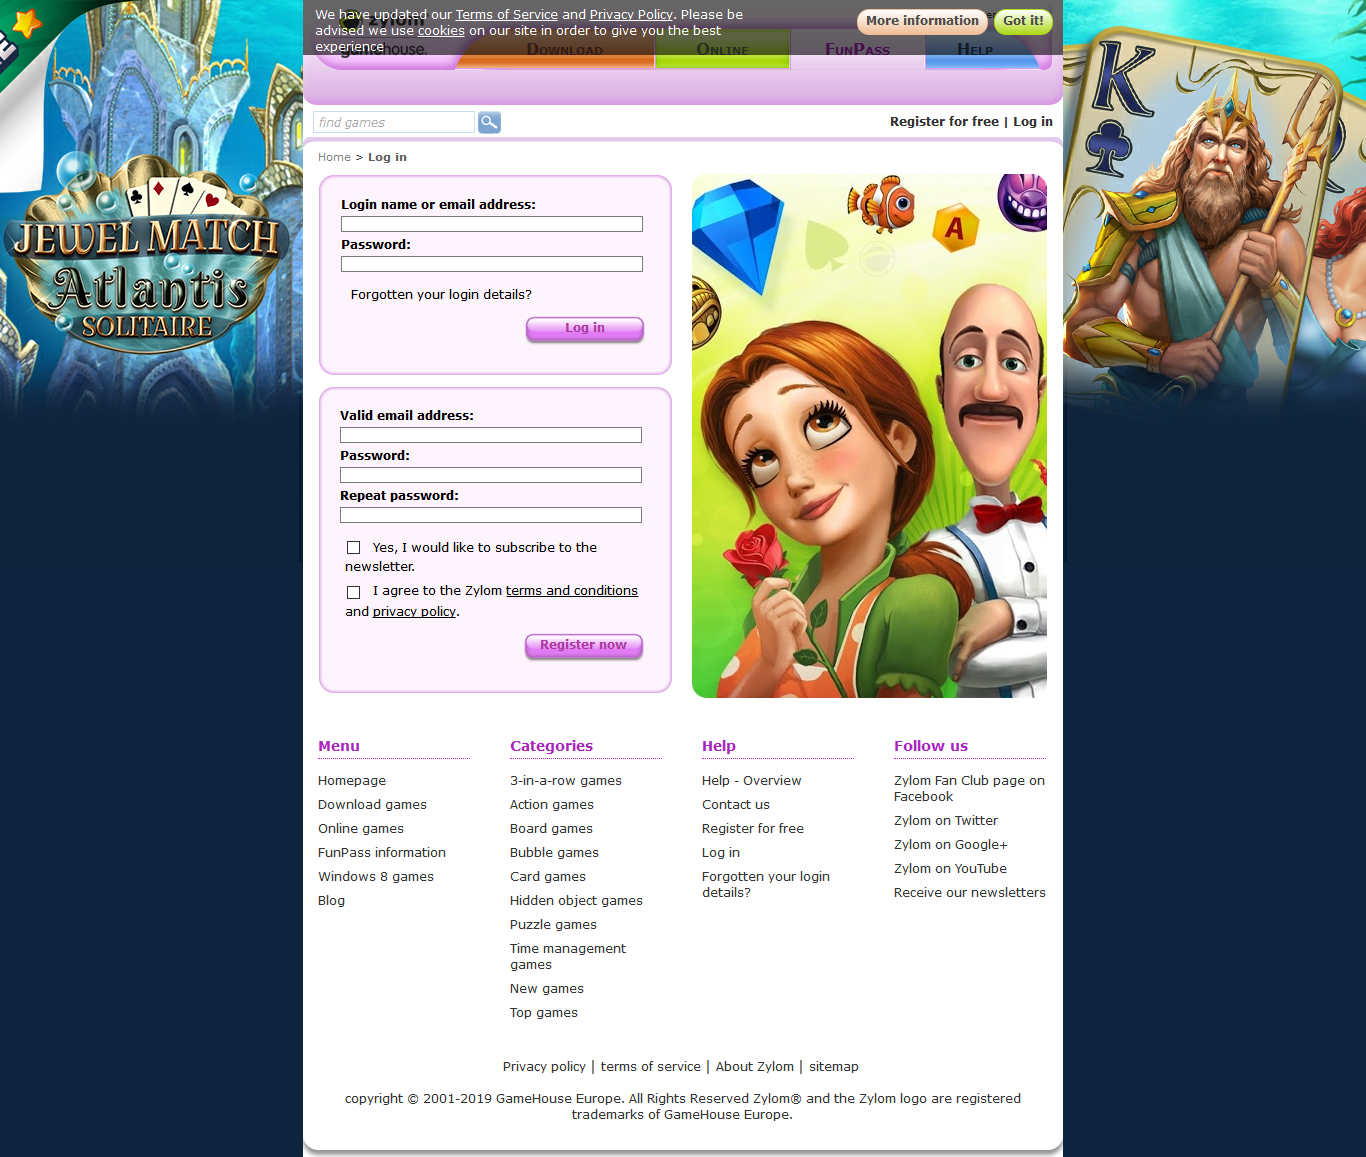 We have updated our Terms of Service and Privacy Policy. Please be
advised we use cookies on our site in order to give you the best
experience
More information
Got it!
zylom
gamehouse.
Download
Online
FunPass
Help
find games
Register for free | Log in
Home > Log in
JEWEL MATCH
Atlantis
SOLITAIRE
K
A
Login name or email address:
Password:
Forgotten your login details?
Log in
Valid email address:
Password:
Repeat password:
Yes, I would like to subscribe to the
newsletter.
I agree to the Zylom terms and conditions
and privacy policy.
Register now
Menu
Homepage
Download games
Online games
FunPass information
Windows 8 games
Blog
Categories
3-in-a-row games
Action games
Board games
Bubble games
Card games
Hidden object games
Puzzle games
Time management
games
New games
Top games
Help
Help - Overview
Contact us
Register for free
Log in
Forgotten your login
details?
Follow us
Zylom Fan Club page on
Facebook
Zylom on Twitter
Zylom on Google+
Zylom on YouTube
Receive our newsletters
Privacy policy | terms of service | About Zylom | sitemap
copyright © 2001-2019 GameHouse Europe. All Rights Reserved Zylom® and the Zylom logo are registered
trademarks of GameHouse Europe.